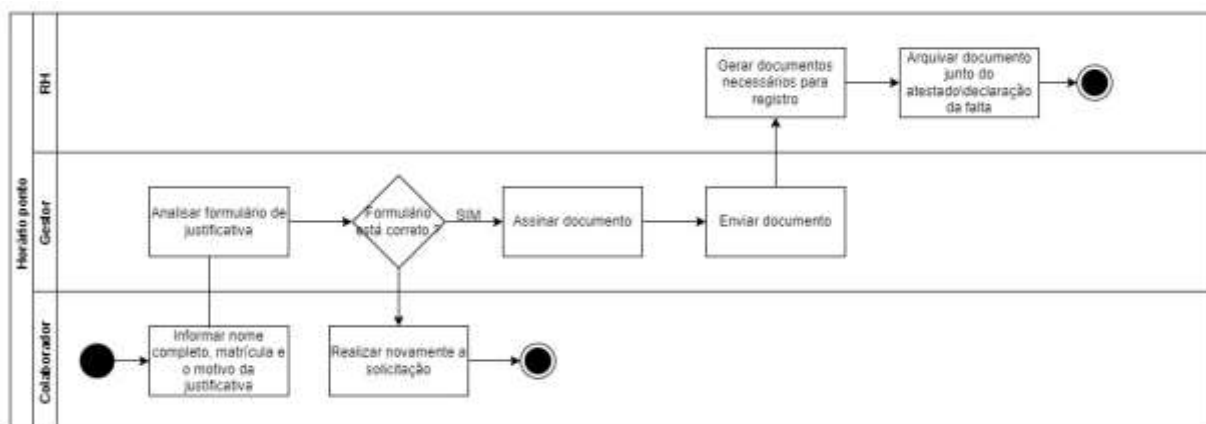 Horário ponto
RH
Gerar documentos
necessários para
registro
Arquivar documento
junto do
atestado\declaração
da falta
Gestor
Analisar formulário de
justificativa
Formulário
está correto ?
SIM
Assinar documento
Enviar documento
Colaborador
Informar nome
completo, matrícula e
o motivo da
justificativa
Realizar novamente a
solicitação